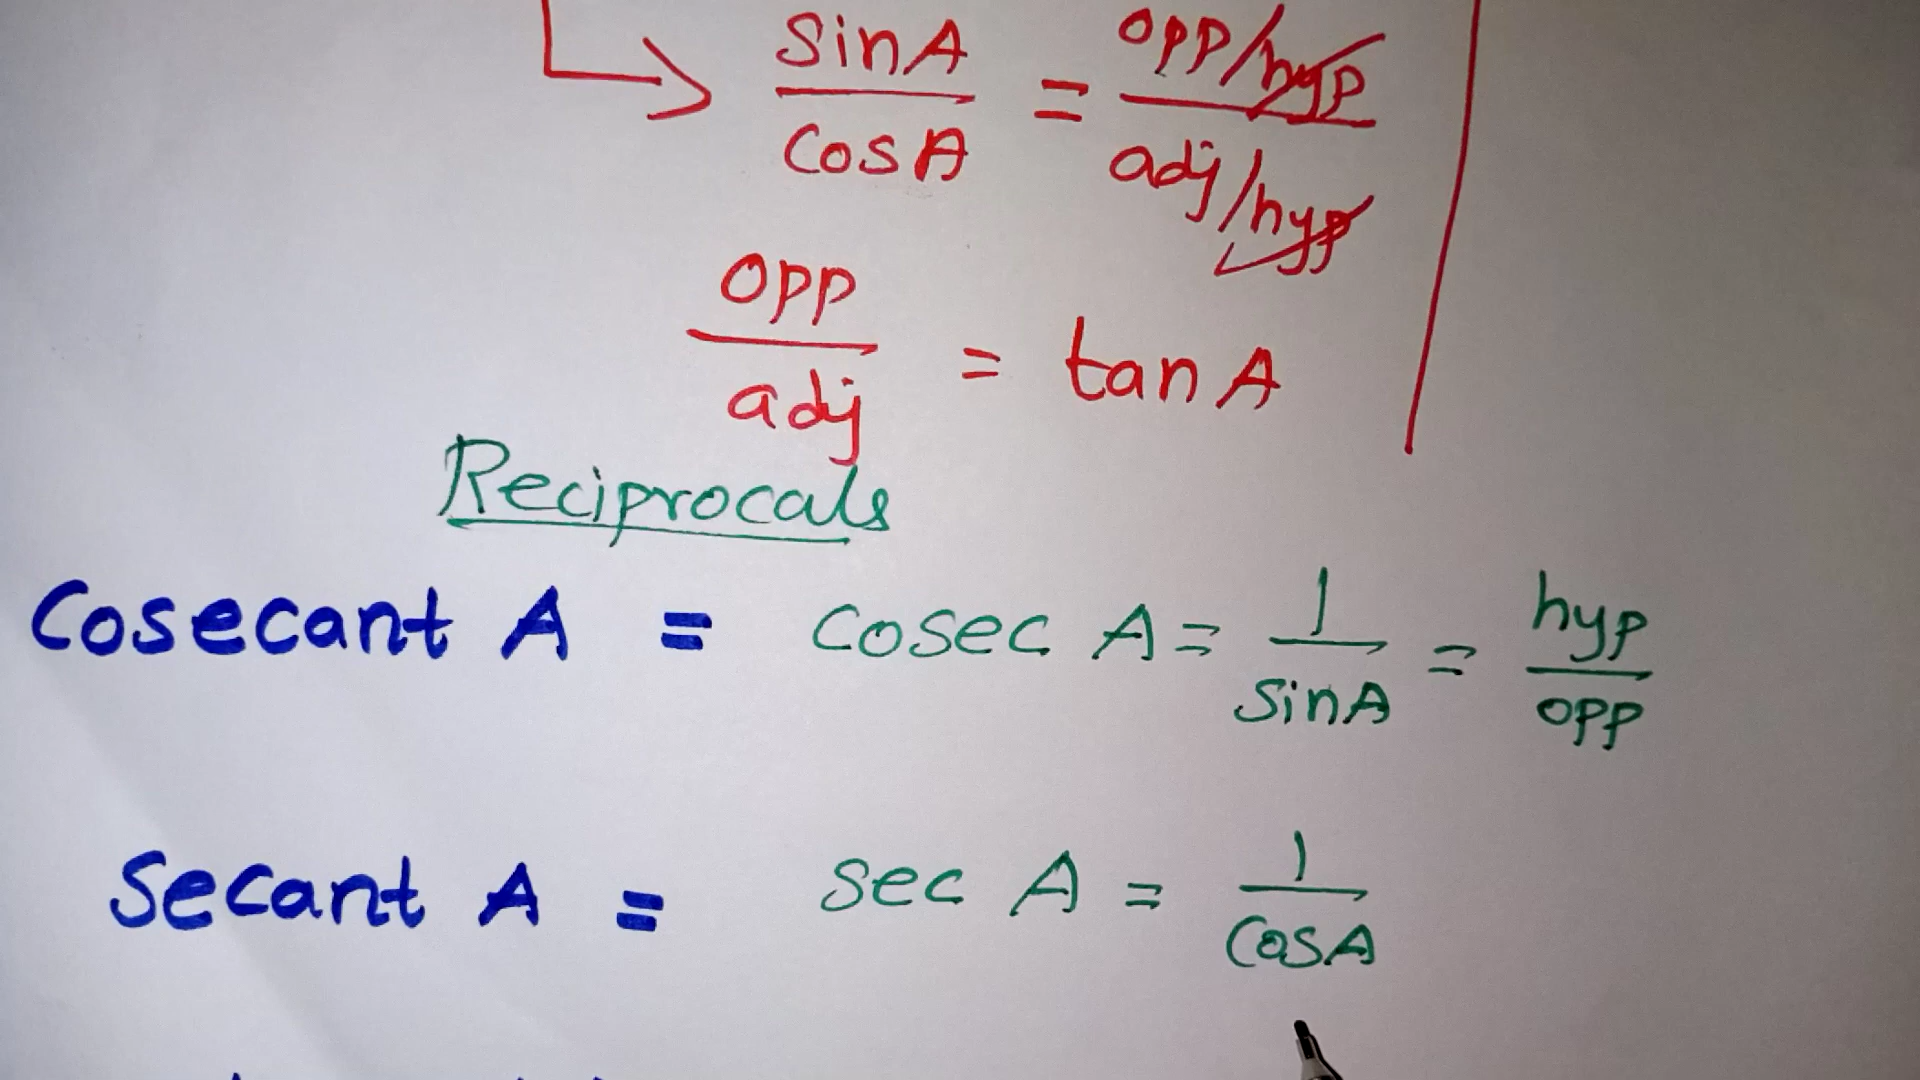 sinA / cosA = opp/hyp / adj/hyp
opp / adj = tan A
Reciprocals
Cosecant A = cosec A = 1 / sinA = hyp / opp
Secant A = sec A = 1 / cosA